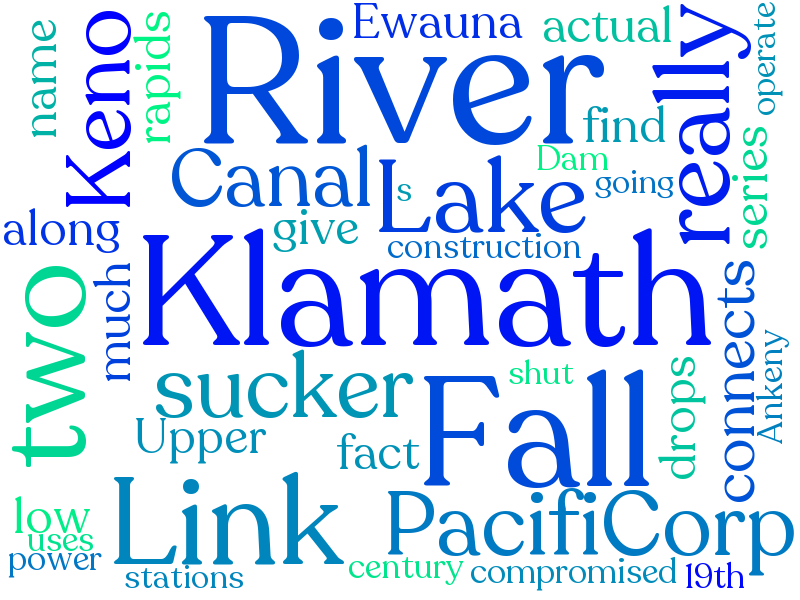 name
Keno
rapids
River
Ewauna
actual
really
operate
find
Canal
Lake
s
Dam
going
series
along
give
construction
two
much
Klamath
connects
Ankeny
sucker
Fall
shut
drops
Upper
fact
Link
PacifiCorp
low
uses
power
stations
century
compromised
19th